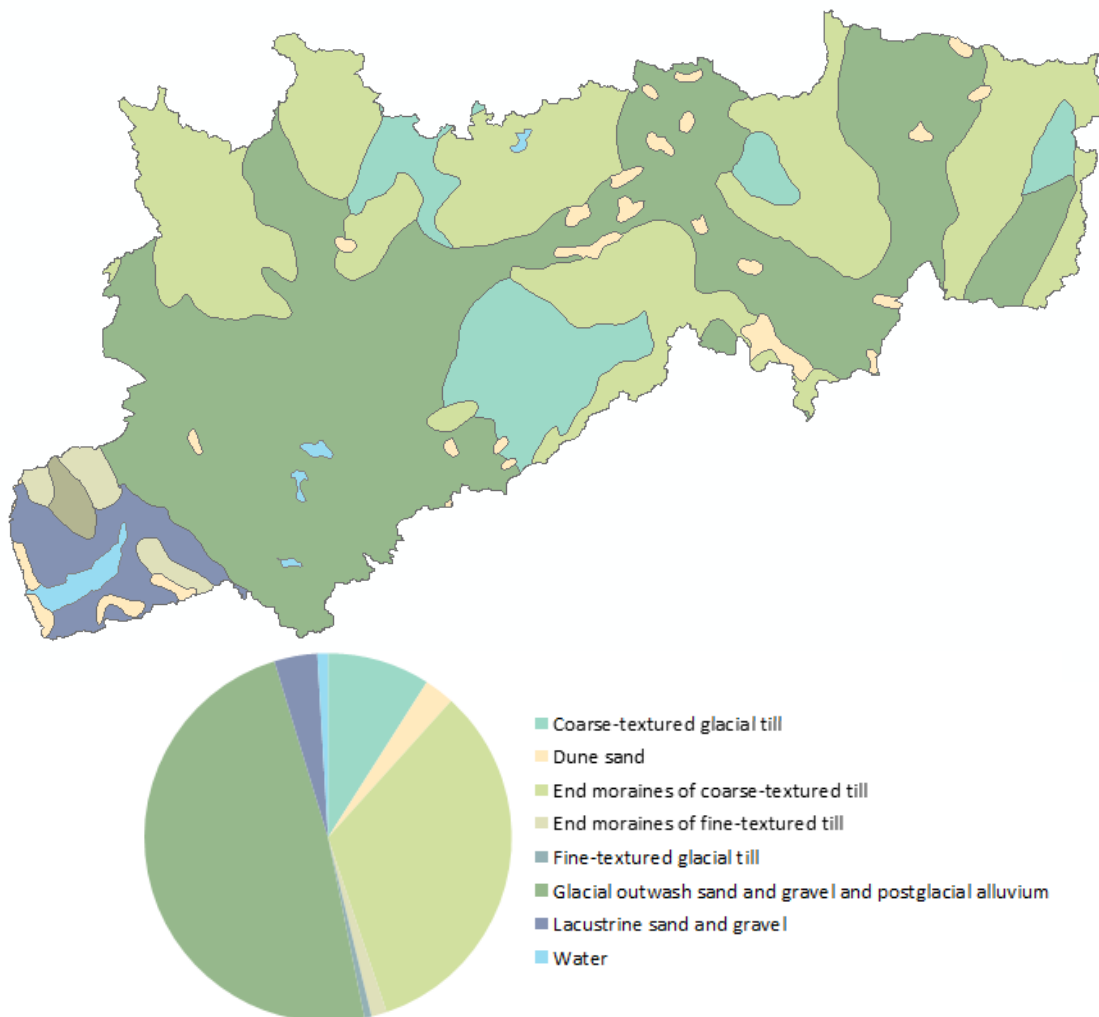 Coarse-textured glacial till
Dune sand
End moraines of coarse-textured till
End moraines of fine-textured till
Fine-textured glacial till
Glacial outwash sand and gravel and postglacial alluvium
Lacustrine sand and gravel
Water